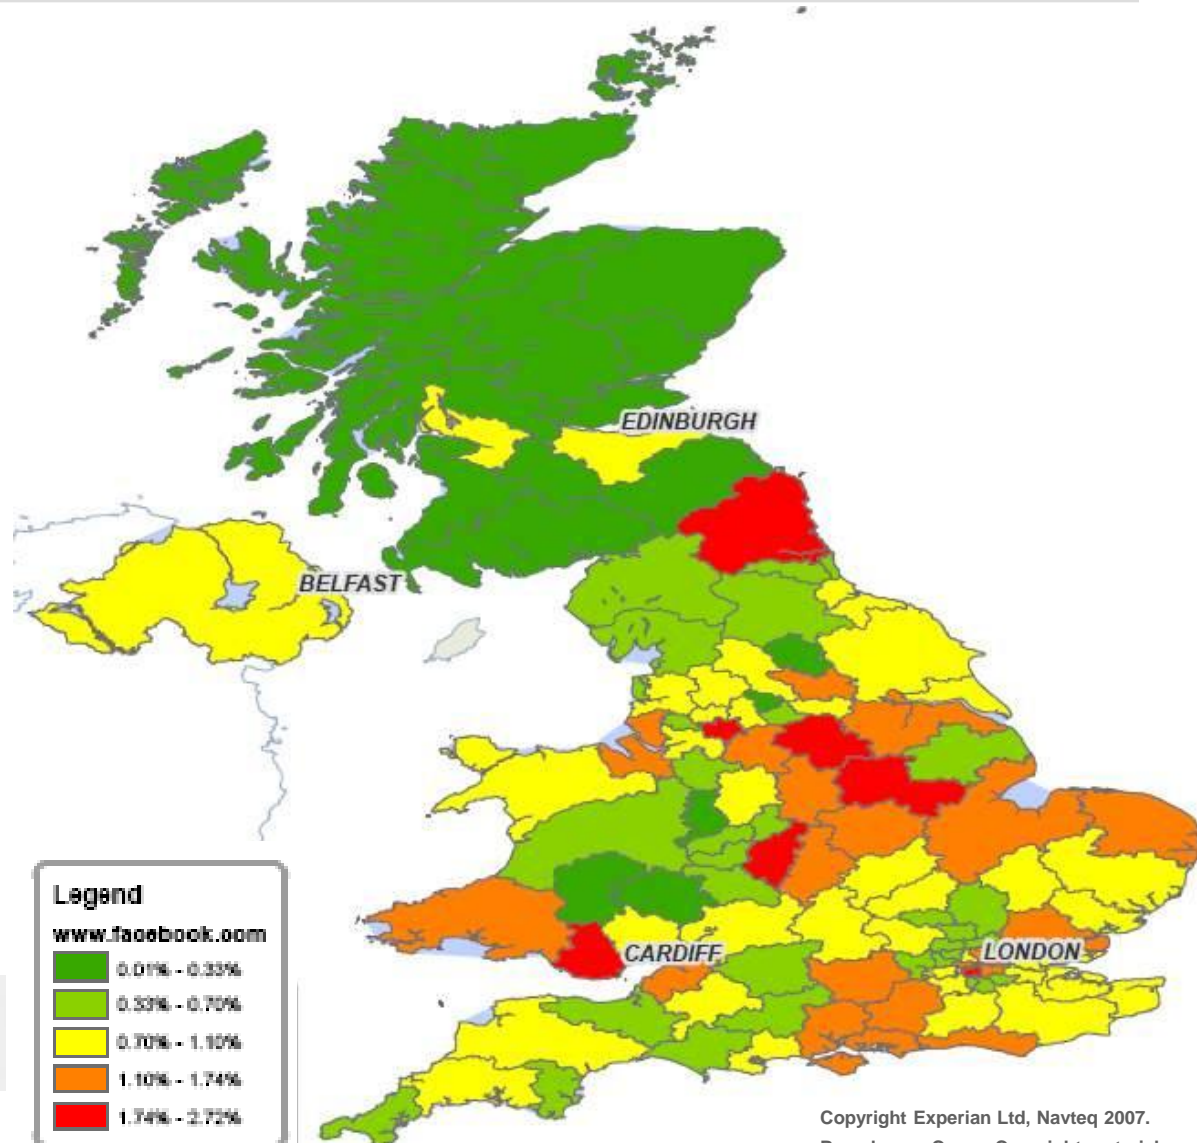 EDINBURGH
BELFAST
CARDIFF
LONDON
Legend
www.facebook.com
0.01% - 0.33%
0.33% - 0.70%
0.70% - 1.10%
1.10% - 1.74%
1.74% - 2.72%
Copyright Experian Ltd, Navteq 2007.